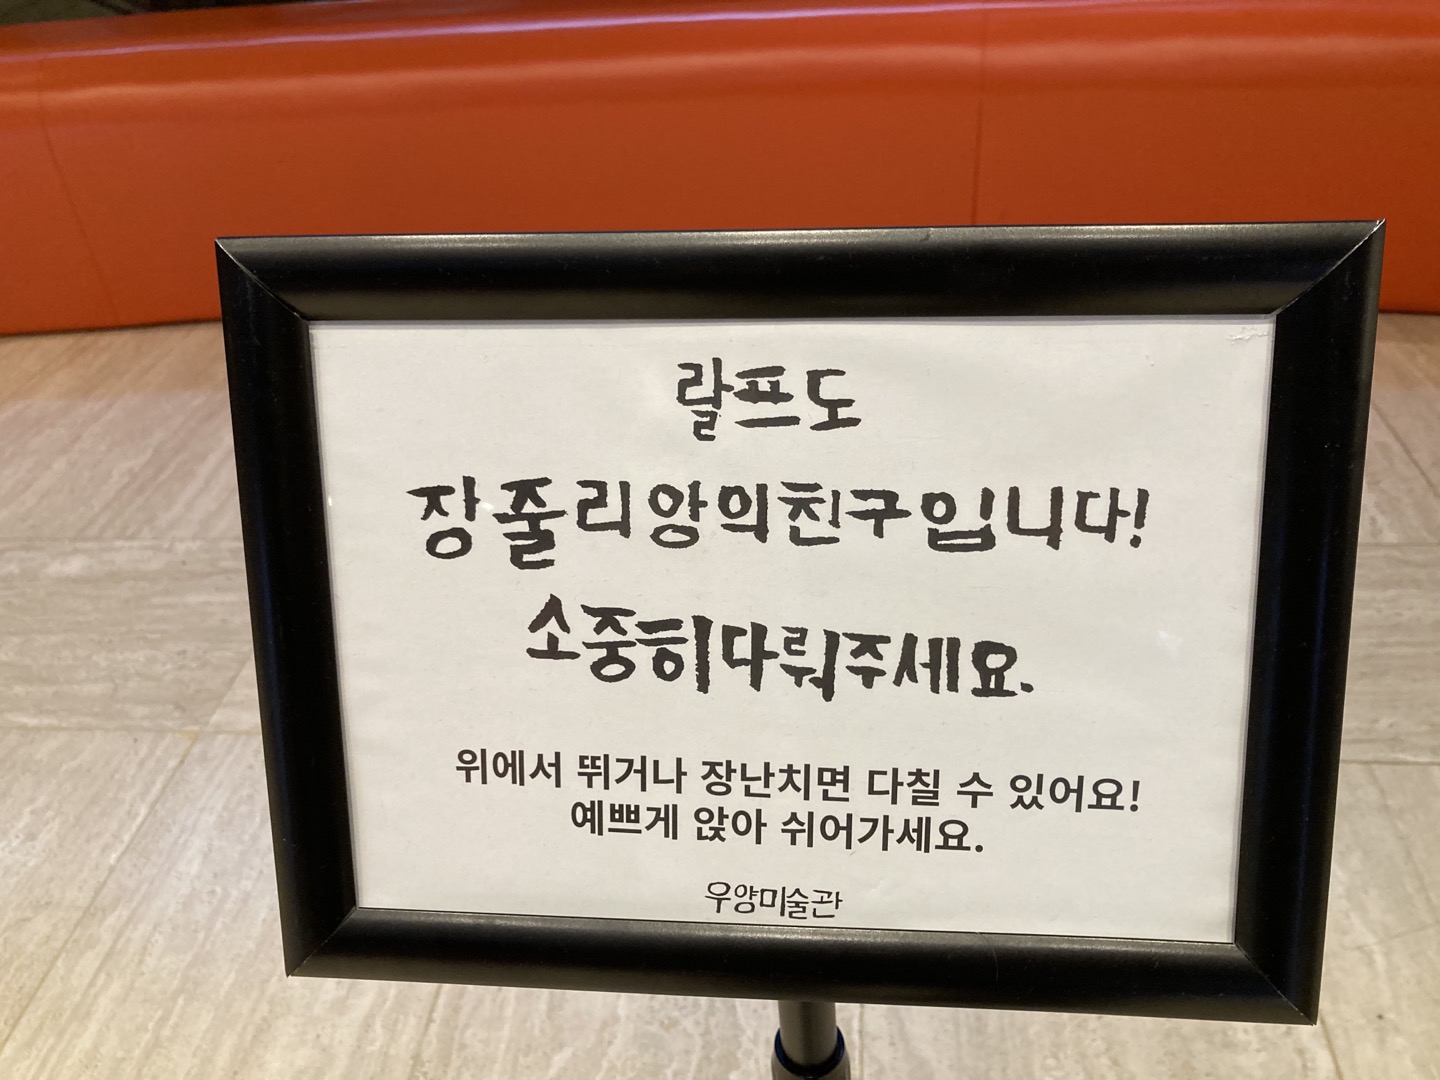 랄프도
장줄리앙의친구입니다!
소중히다뤄주세요.
위에서 뛰거나 장난치면 다칠 수 있어요!
예쁘게 앉아 쉬어가세요.
우양미술관